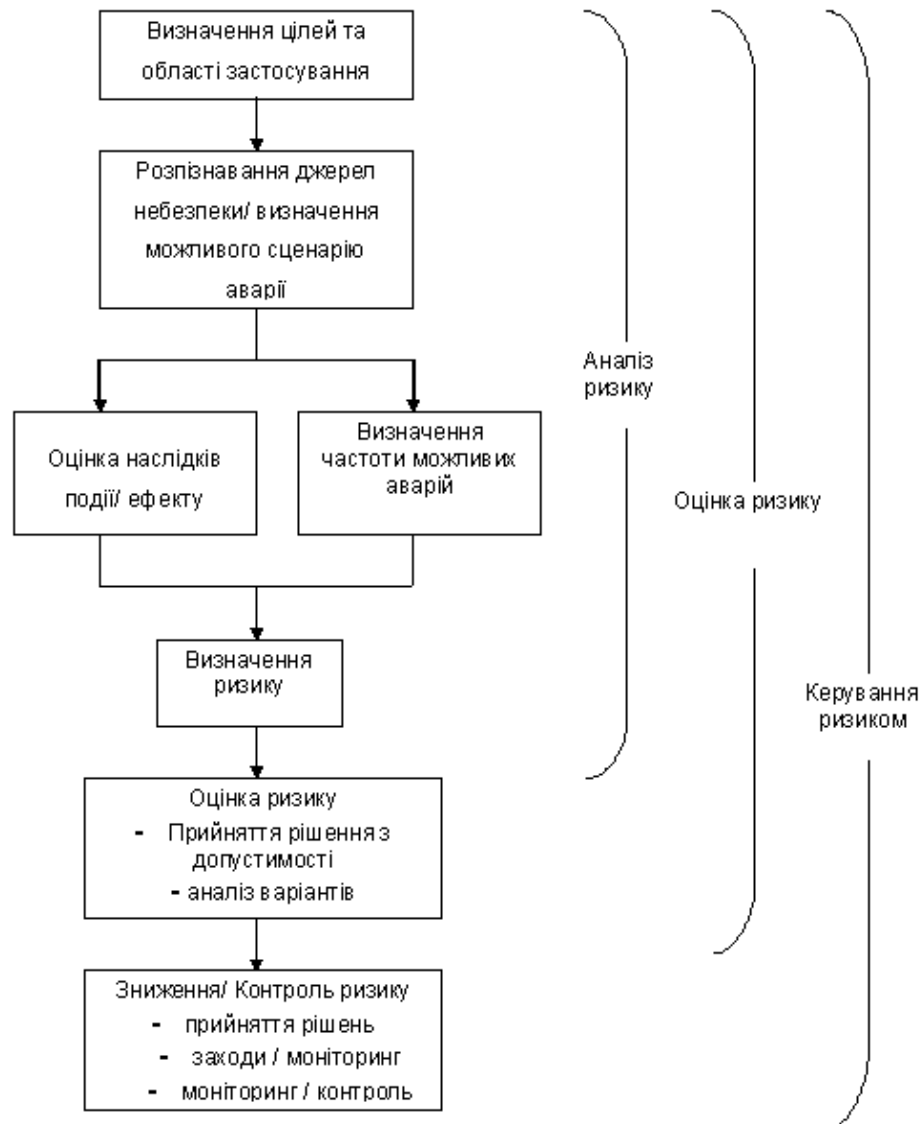 Визначення цілей та
області застосування
Розпізнавання джерел
небезпеки/ визначення
можливого сценарію
аварії
Аналіз
ризику
Оцінка наслідків
події/ ефекту
Визначення
частоти можливих
аварій
Оцінка ризику
Визначення
ризику
Керування
ризиком
Оцінка ризику
- Прийняття рішення з
допустимості
- аналіз варіантів
Зниження/ Контроль ризику
- прийняття рішень
- заходи / моніторинг
- моніторинг / контроль